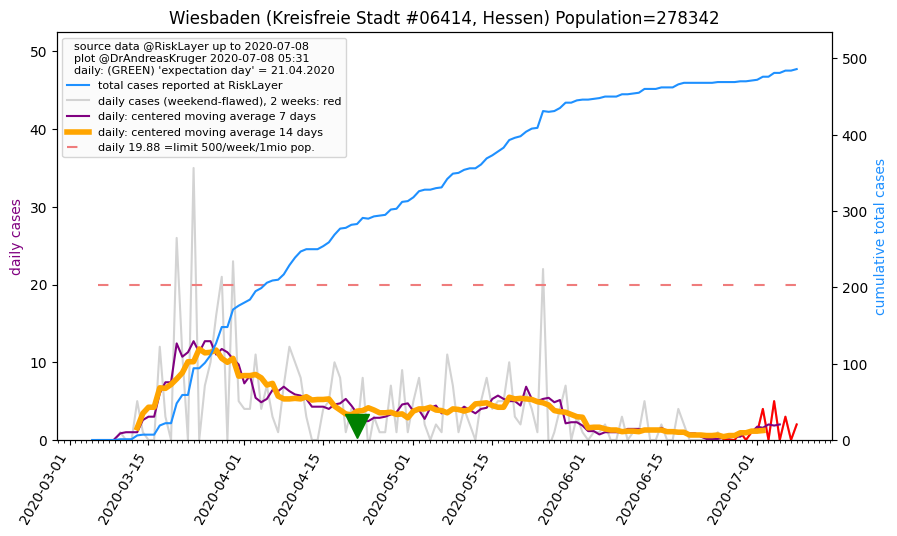 Wiesbaden (Kreisfreie Stadt #06414, Hessen) Population=278342
source data @RiskLayer up to 2020-07-08
plot @DrAndreasKruger 2020-07-08 05:31
daily: (GREEN) 'expectation day' = 21.04.2020
total cases reported at RiskLayer
daily cases (weekend-flawed), 2 weeks: red
daily: centered moving average 7 days
daily: centered moving average 14 days
daily 19.88 =limit 500/week/1mio pop.
daily cases
50
40
30
20
10
0
cumulative total cases
500
400
300
200
100
0
2020-03-01
2020-03-15
2020-04-01
2020-04-15
2020-05-01
2020-05-15
2020-06-01
2020-06-15
2020-07-01